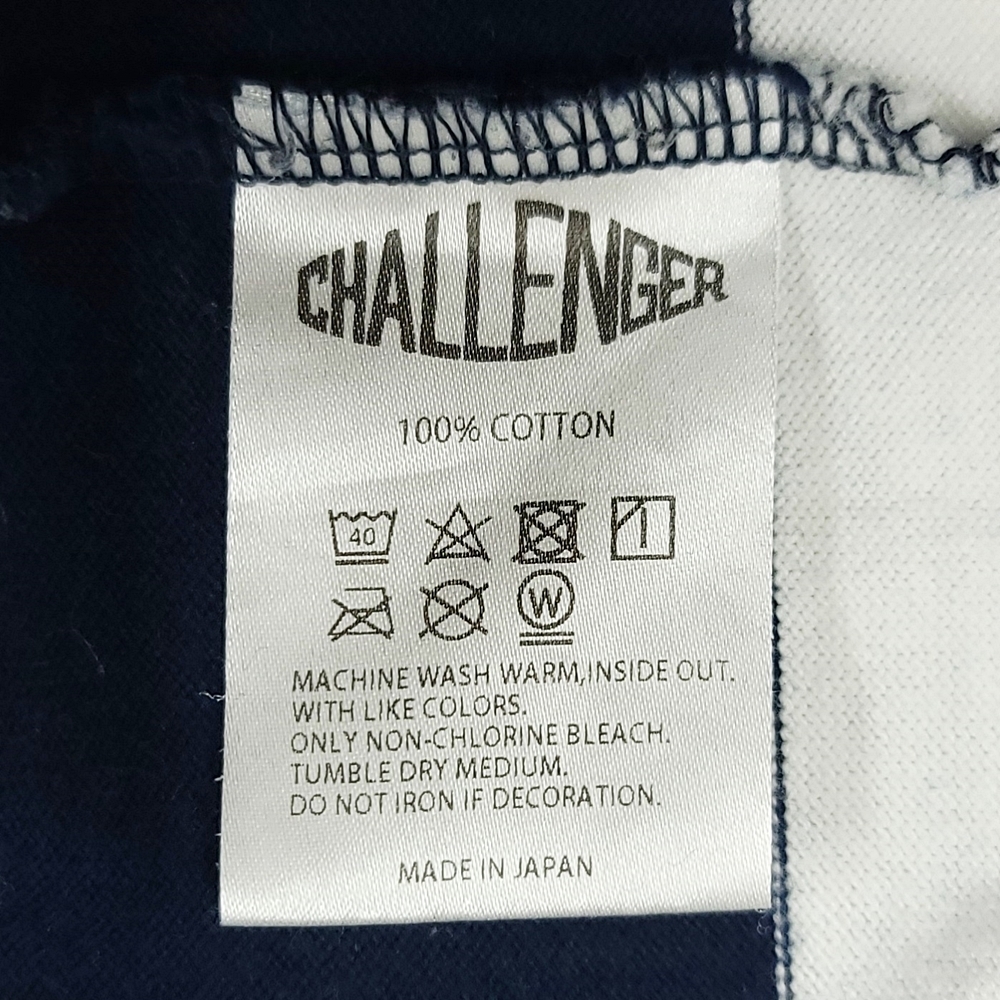 CHALLENGER
100% COTTON
40
W
MACHINE WASH WARM,INSIDE OUT.
WITH LIKE COLORS.
ONLY NON-CHLORINE BLEACH.
TUMBLE DRY MEDIUM.
DO NOT IRON IF DECORATION.
MADE IN JAPAN